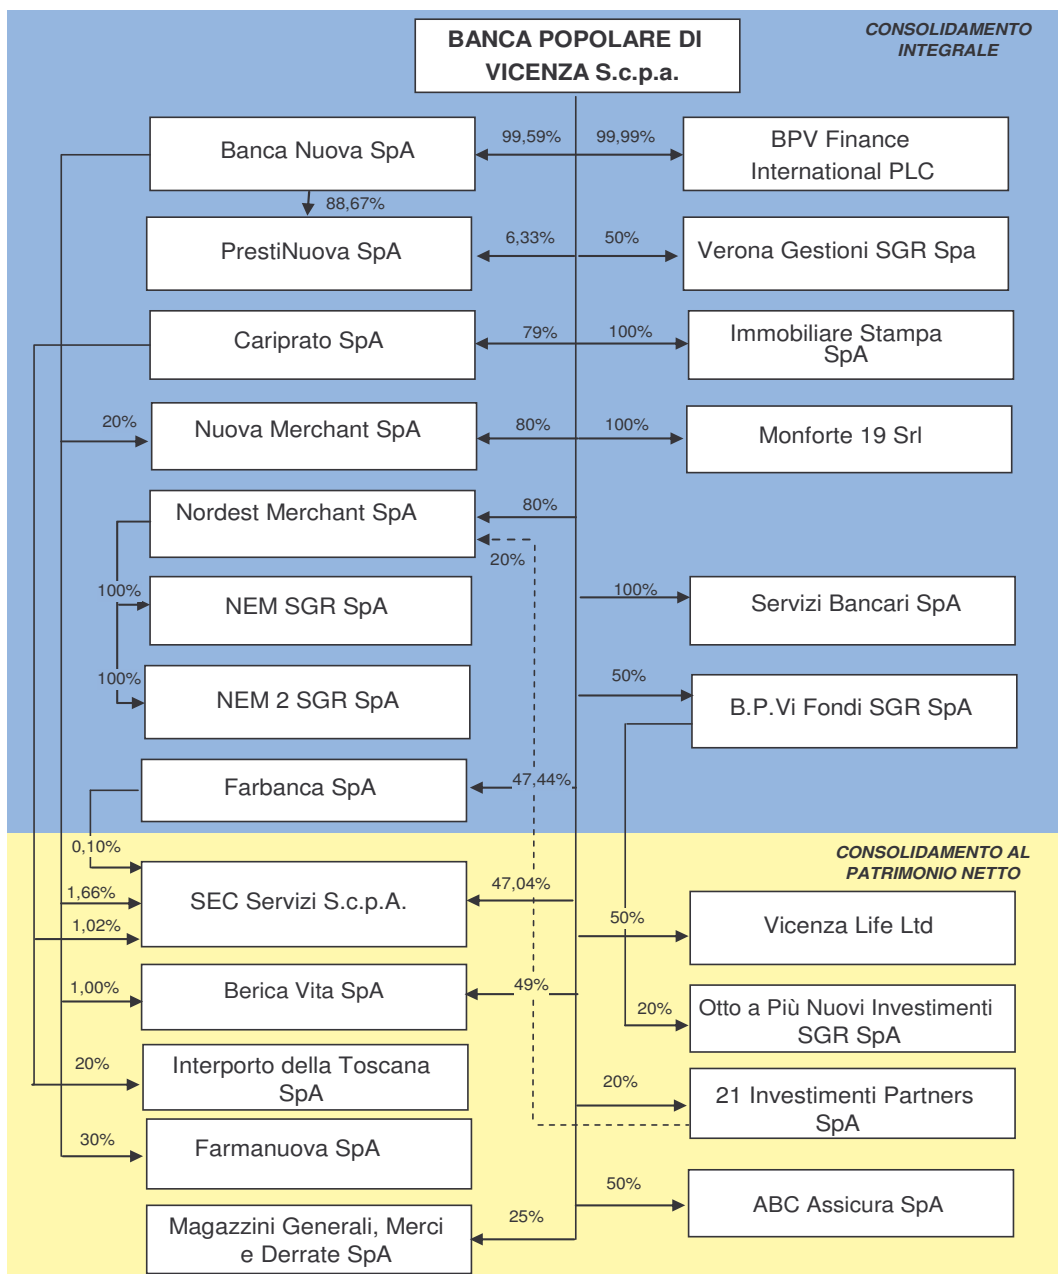 CONSOLIDAMENTO
INTEGRALE
BANCA POPOLARE DI
VICENZA S.c.p.a.
Banca Nuova SpA
99,59%
99,99%
BPV Finance
International PLC
88,67%
PrestiNuova SpA
6,33%
50%
Verona Gestioni SGR Spa
Cariprato SpA
79%
100%
Immobiliare Stampa
SpA
20%
Nuova Merchant SpA
80%
100%
Monforte 19 Srl
Nordest Merchant SpA
80%
20%
100%
NEM SGR SpA
100%
Servizi Bancari SpA
100%
NEM 2 SGR SpA
50%
B.P.Vi Fondi SGR SpA
Farbanca SpA
47,44%
CONSOLIDAMENTO AL
PATRIMONIO NETTO
0,10%
1,66%
1,02%
SEC Servizi S.c.p.A.
47,04%
50%
Vicenza Life Ltd
1,00%
Berica Vita SpA
49%
20%
Otto a Più Nuovi Investimenti
SGR SpA
20%
Interporto della Toscana
SpA
20%
21 Investimenti Partners
SpA
30%
Farmanuova SpA
50%
ABC Assicura SpA
Magazzini Generali, Merci
e Derrate SpA
25%